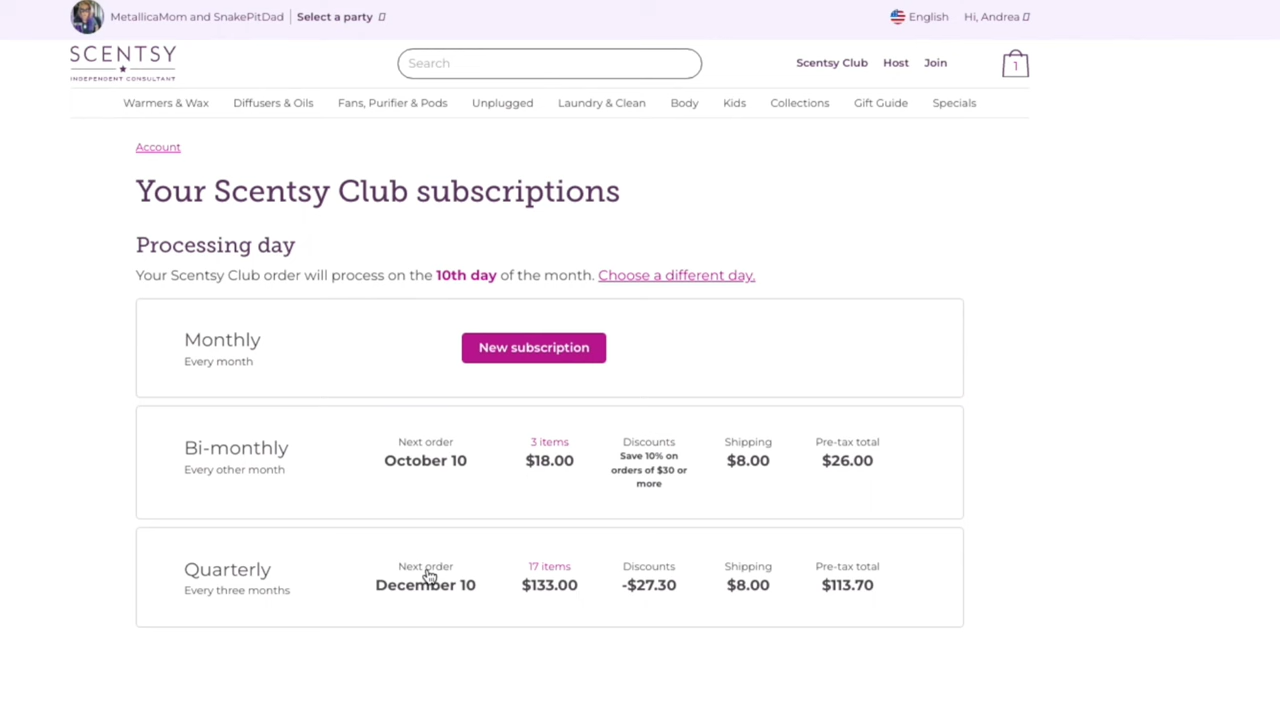 MetallicaMom and SnakePitDad Select a party
English Hi, Andrea
SCENTSY
INDEPENDENT CONSULTANT
Search
Scentsy Club Host Join
1
Warmers & Wax Diffusers & Oils Fans, Purifier & Pods Unplugged Laundry & Clean Body Kids Collections Gift Guide Specials
Account
Your Scentsy Club subscriptions
Processing day
Your Scentsy Club order will process on the 10th day of the month. Choose a different day.
Monthly
Every month
New subscription
Bi-monthly
Every other month
Next order
October 10
3 items
$18.00
Discounts
Save 10% on
orders of $30 or
more
Shipping
$8.00
Pre-tax total
$26.00
Quarterly
Every three months
Next order
December 10
17 items
$133.00
Discounts
-$27.30
Shipping
$8.00
Pre-tax total
$113.70